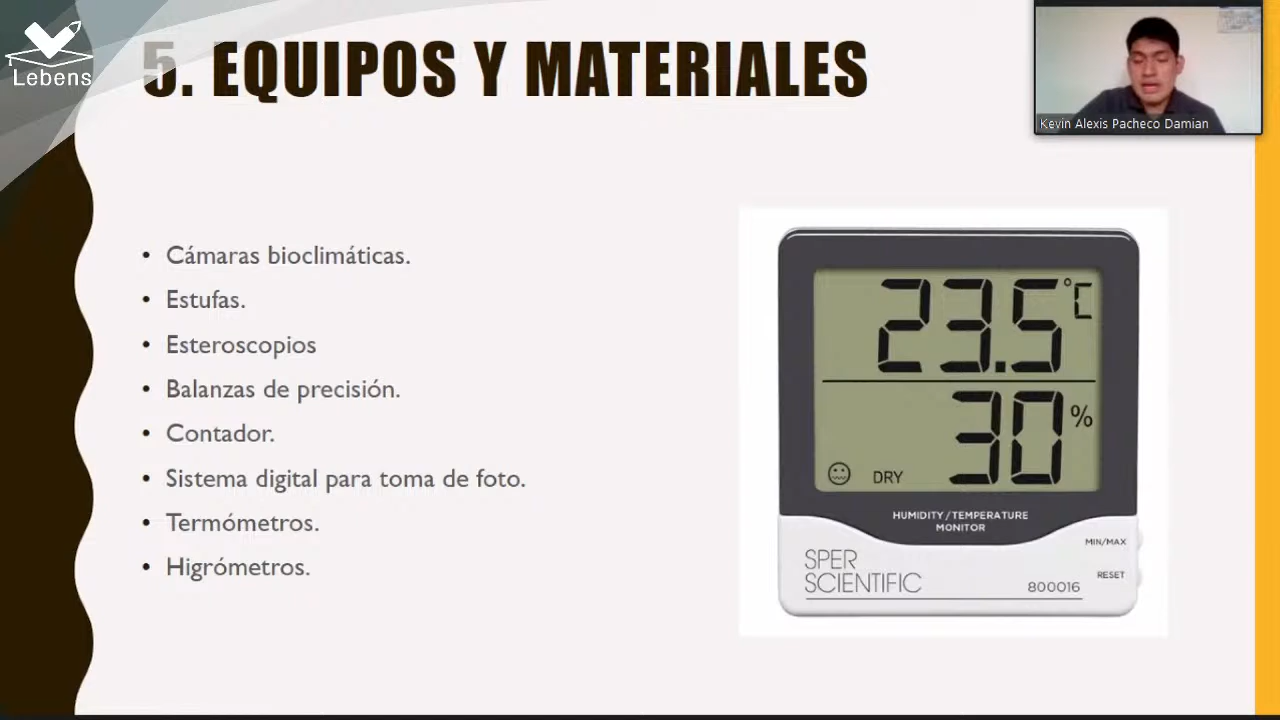 Lebens
5. EQUIPOS Y MATERIALES
Kevin Alexis Pacheco Damian
• Cámaras bioclimáticas.
• Estufas.
• Esteroscopios
• Balanzas de precisión.
• Contador.
• Sistema digital para toma de foto.
• Termómetros.
• Higrómetros.
23.5 °C
30 %
DRY
HUMIDITY/TEMPERATURE
MONITOR
MIN/MAX
SPER
SCIENTIFIC
RESET
800016